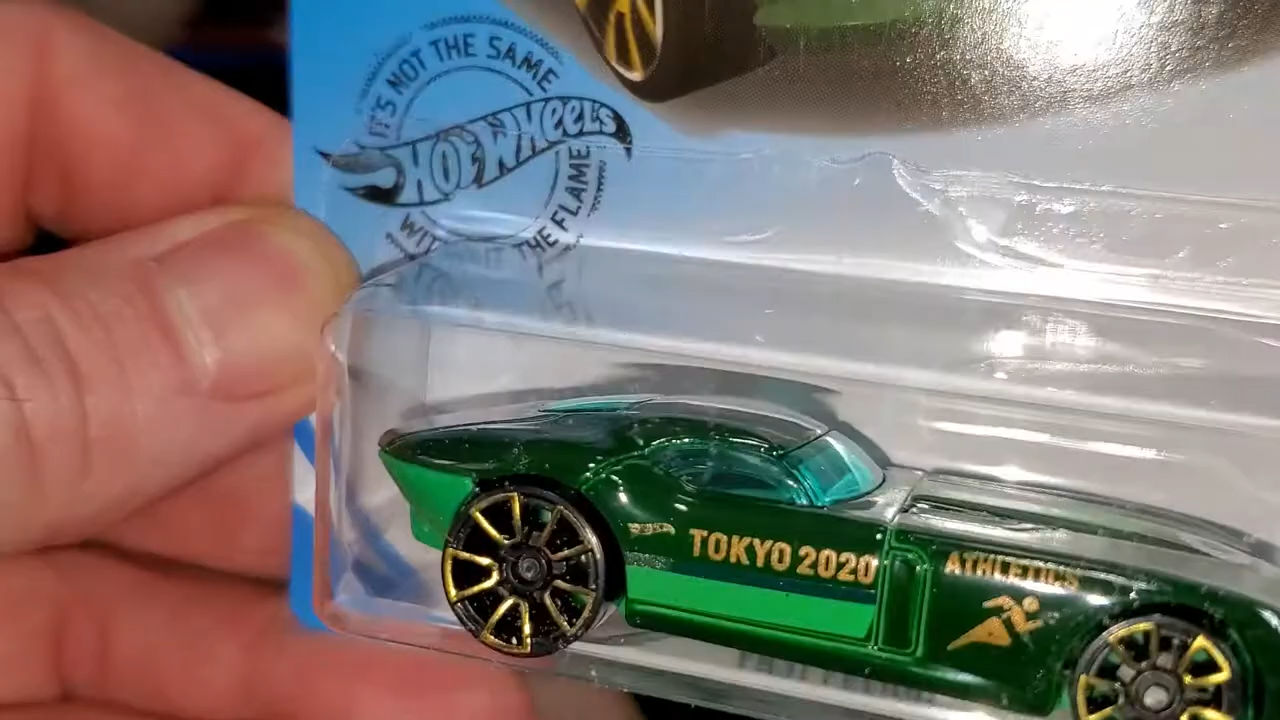 IT'S NOT THE SAME
HOT WHEELS
WITHOUT THE FLAME
TOKYO 2020
ATHLETICS